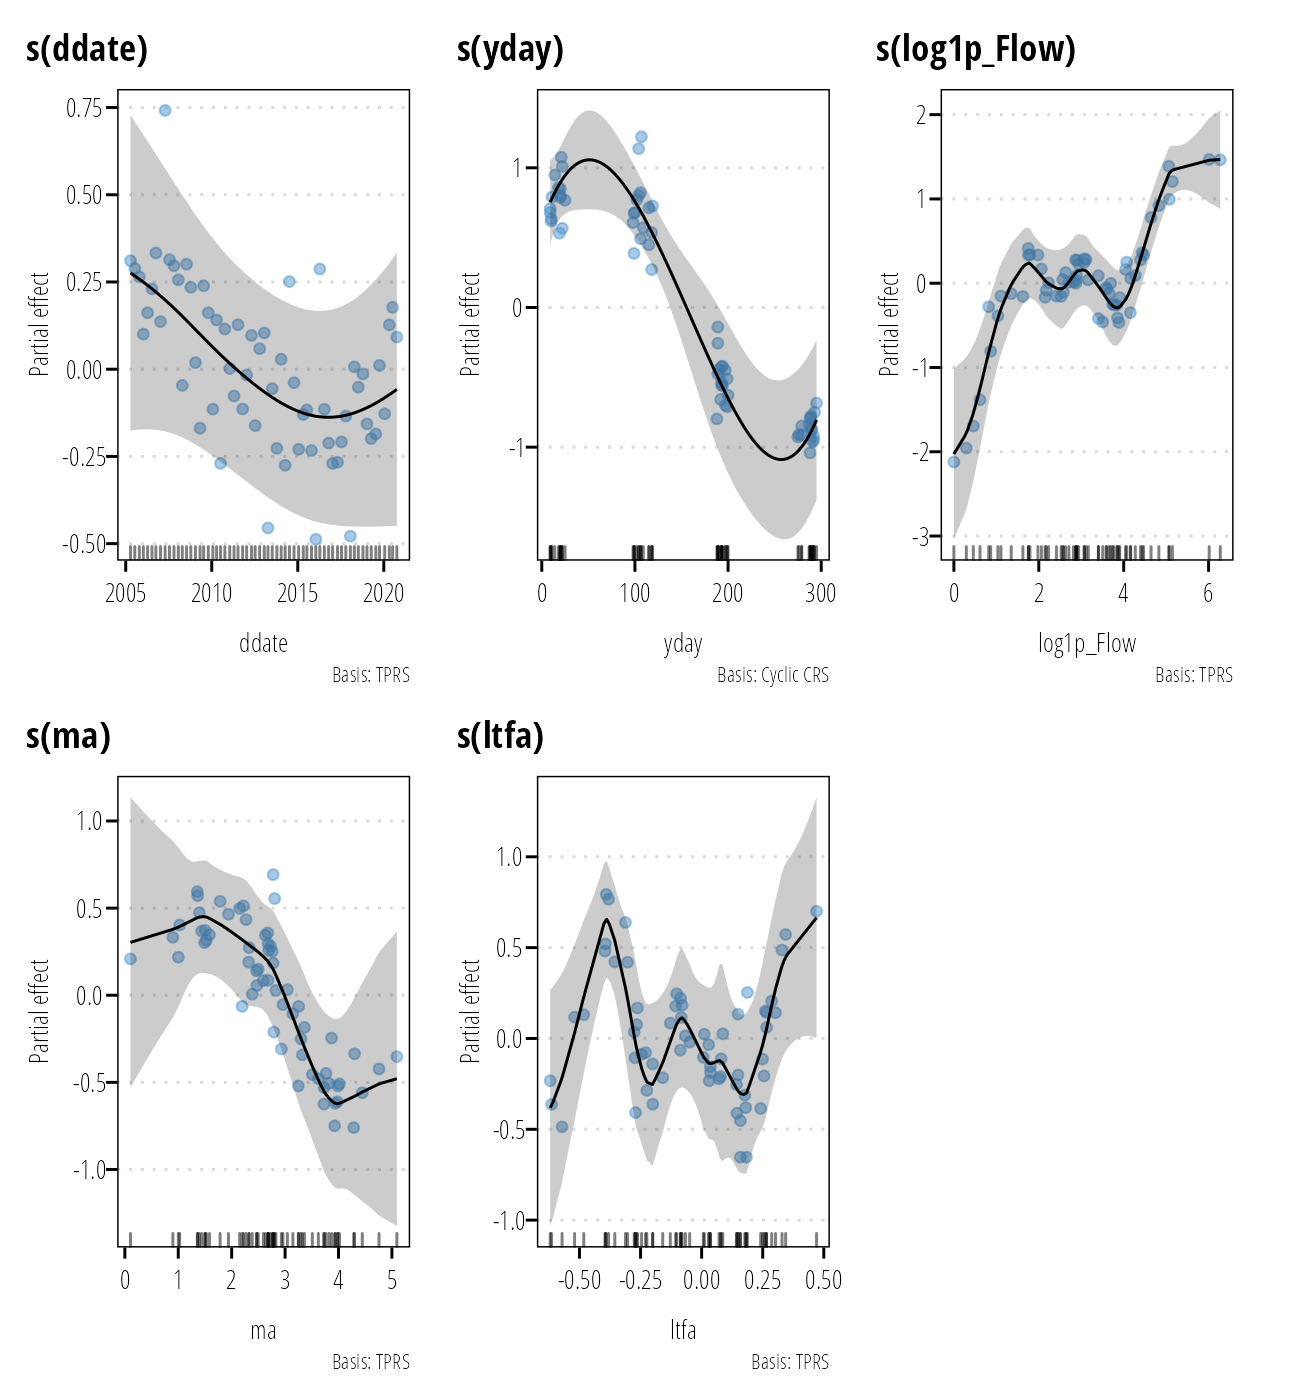 s(ddate)
Partial effect
0.75
0.50
0.25
0.00
-0.25
-0.50
2005 2010 2015 2020
ddate
Basis: TPRS
s(yday)
Partial effect
1
0
-1
0 100 200 300
yday
Basis: Cyclic CRS
s(log1p_Flow)
Partial effect
2
1
0
-1
-2
-3
0 2 4 6
log1p_Flow
Basis: TPRS
s(ma)
Partial effect
1.0
0.5
0.0
-0.5
-1.0
0 1 2 3 4 5
ma
Basis: TPRS
s(ltfa)
Partial effect
1.0
0.5
0.0
-0.5
-1.0
-0.50 -0.25 0.00 0.25 0.50
ltfa
Basis: TPRS